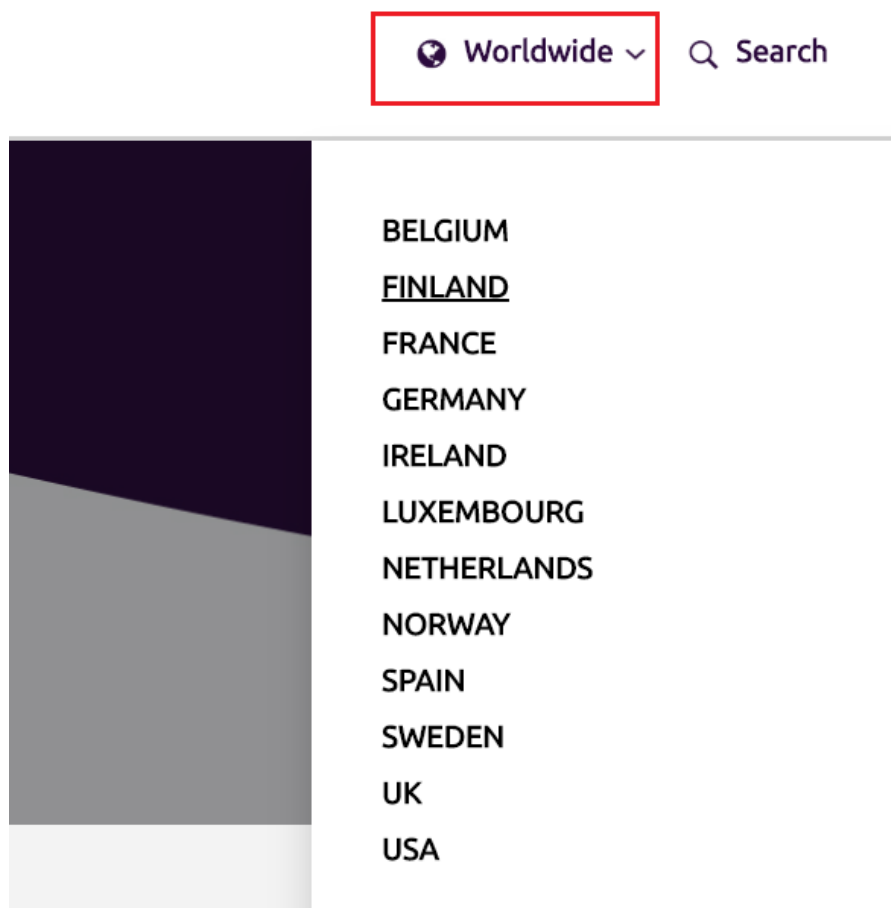 Worldwide Search
BELGIUM
FINLAND
FRANCE
GERMANY
IRELAND
LUXEMBOURG
NETHERLANDS
NORWAY
SPAIN
SWEDEN
UK
USA